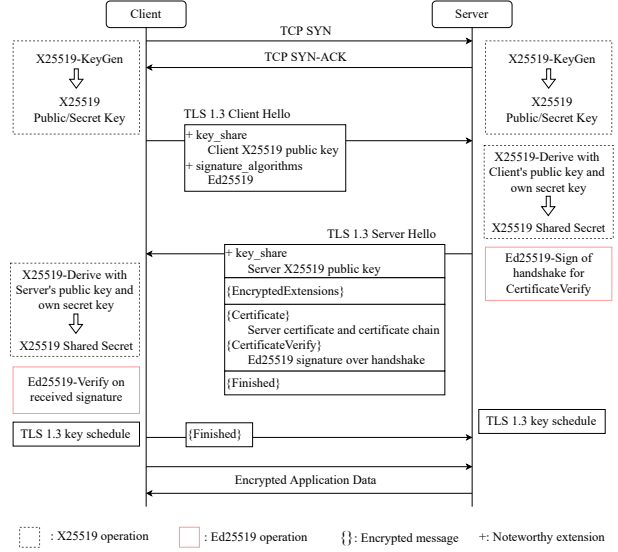 Client
Server
TCP SYN
TCP SYN-ACK
X25519-KeyGen
X25519
Public/Secret Key
X25519-KeyGen
X25519
Public/Secret Key
TLS 1.3 Client Hello
+ key_share
Client X25519 public key
+ signature_algorithms
Ed25519
X25519-Derive with
Client's public key and
own secret key
X25519 Shared Secret
TLS 1.3 Server Hello
+ key_share
Server X25519 public key
{EncryptedExtensions}
{Certificate}
Server certificate and certificate chain
{CertificateVerify}
Ed25519 signature over handshake
{Finished}
Ed25519-Sign of
handshake for
CertificateVerify
X25519-Derive with
Server's public key and
own secret key
X25519 Shared Secret
Ed25519-Verify on
received signature
TLS 1.3 key schedule
{Finished}
TLS 1.3 key schedule
Encrypted Application Data
: X25519 operation
: Ed25519 operation
{}: Encrypted message
+: Noteworthy extension